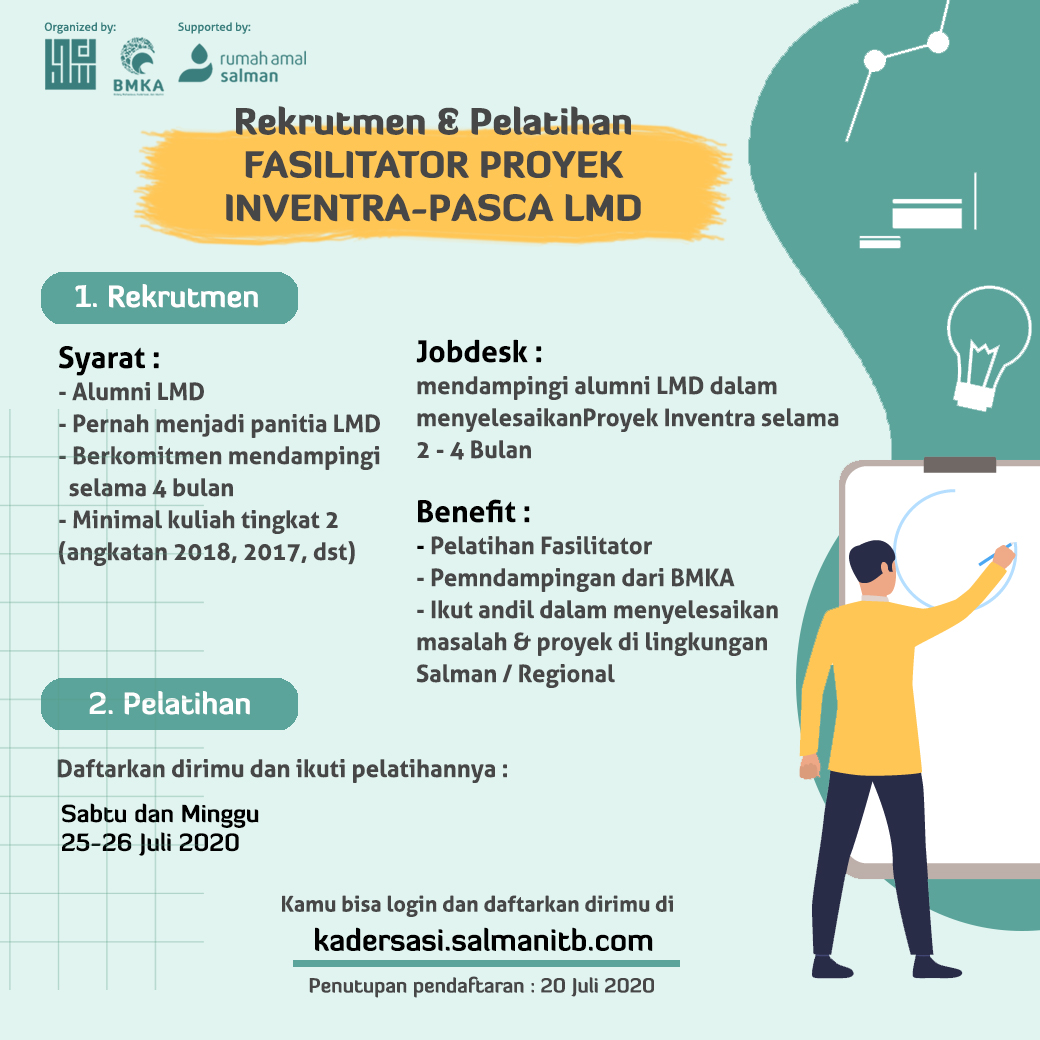 Organized by:
Supported by:
BMKA
rumah amal
salman
Rekrutmen & Pelatihan
FASILITATOR PROYEK
INVENTRA-PASCA LMD
1. Rekrutmen
Syarat :
- Alumni LMD
- Pernah menjadi panitia LMD
- Berkomitmen mendampingi
selama 4 bulan
- Minimal kuliah tingkat 2
(angkatan 2018, 2017, dst)
Jobdesk :
mendampingi alumni LMD dalam
menyelesaikanProyek Inventra selama
2 - 4 Bulan
Benefit :
- Pelatihan Fasilitator
- Pemndampingan dari BMKA
- Ikut andil dalam menyelesaikan
masalah & proyek di lingkungan
Salman / Regional
2. Pelatihan
Daftarkan dirimu dan ikuti pelatihannya :
Sabtu dan Minggu
25-26 Juli 2020
Kamu bisa login dan daftarkan dirimu di
kadersasi.salmanitb.com
Penutupan pendaftaran : 20 Juli 2020